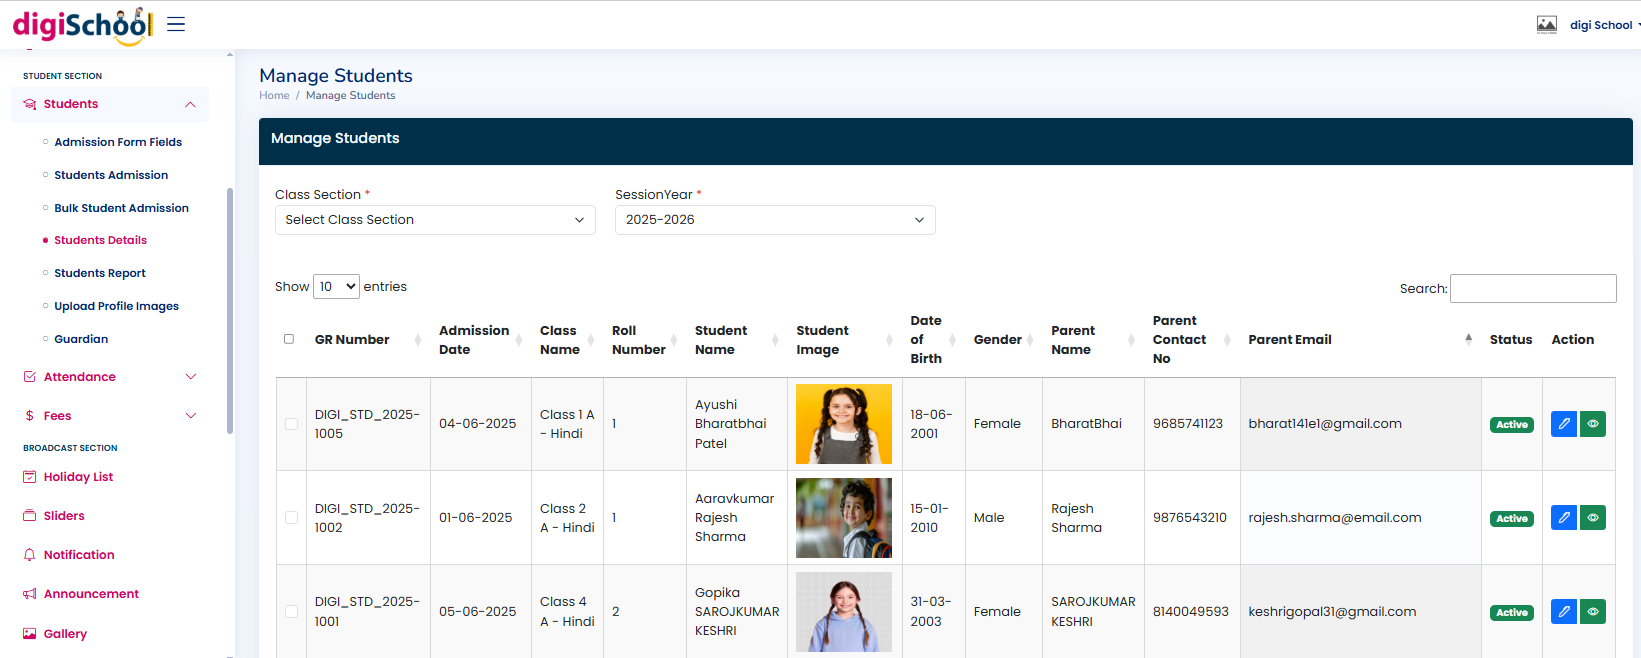 digiSchool
digi School
STUDENT SECTION
Students
Admission Form Fields
Students Admission
Bulk Student Admission
Students Details
Students Report
Upload Profile Images
Guardian
Attendance
$ Fees
BROADCAST SECTION
Holiday List
Sliders
Notification
Announcement
Gallery
Manage Students
Home / Manage Students
Manage Students
Class Section *
SessionYear *
Select Class Section
2025-2026
Show 10 entries
Search:
GR Number
Admission
Date
Class
Name
Roll
Number
Student
Name
Student
Image
Date
of
Birth
Gender
Parent
Name
Parent
Contact
No
Parent Email
Status
Action
DIGI_STD_2025-
1005
04-06-2025
Class 1 A
- Hindi
1
Ayushi
Bharatbhai
Patel
18-06-
2001
Female
BharatBhai
9685741123
bharat141e1@gmail.com
Active
DIGI_STD_2025-
1002
01-06-2025
Class 2
A - Hindi
1
Aaravkumar
Rajesh
Sharma
15-01-
2010
Male
Rajesh
Sharma
9876543210
rajesh.sharma@email.com
Active
DIGI_STD_2025-
1001
05-06-2025
Class 4
A - Hindi
2
Gopika
SAROJKUMAR
KESHRI
31-03-
2003
Female
SAROJKUMAR
KESHRI
8140049593
keshrigopal31@gmail.com
Active